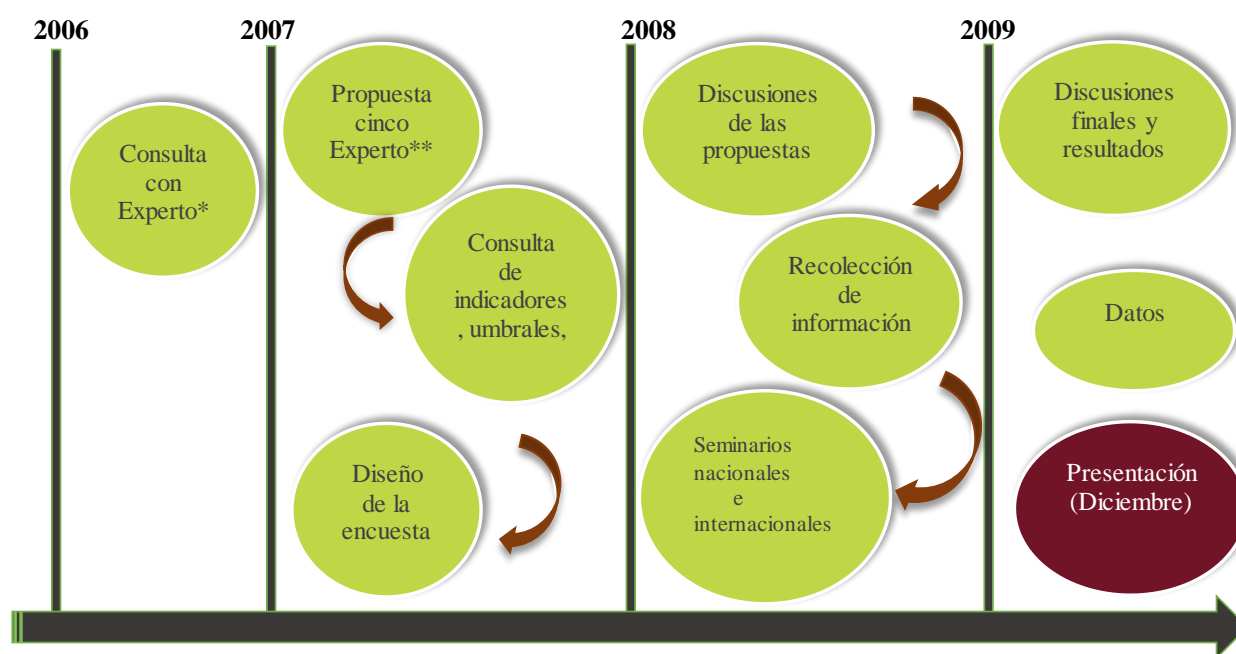 2006
2007
2008
2009
Consulta
con
Experto*
Propuesta
cinco
Experto**
Consulta
de
indicadores
, umbrales,
Diseño
de la
encuesta
Discusiones
de las
propuestas
Recolección
de
información
Seminarios
nacionales
e
internacionales
Discusiones
finales y
resultados
Datos
Presentación
(Diciembre)